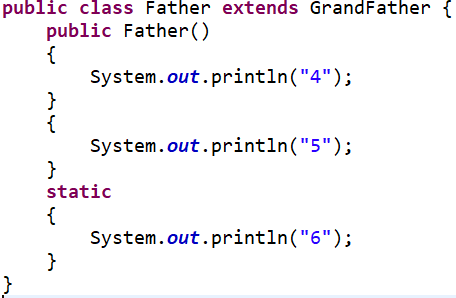 public class Father extends GrandFather {
    public Father()
    {
        System.out.println("4");
    }
    {
        System.out.println("5");
    }
    static
    {
        System.out.println("6");
    }
}